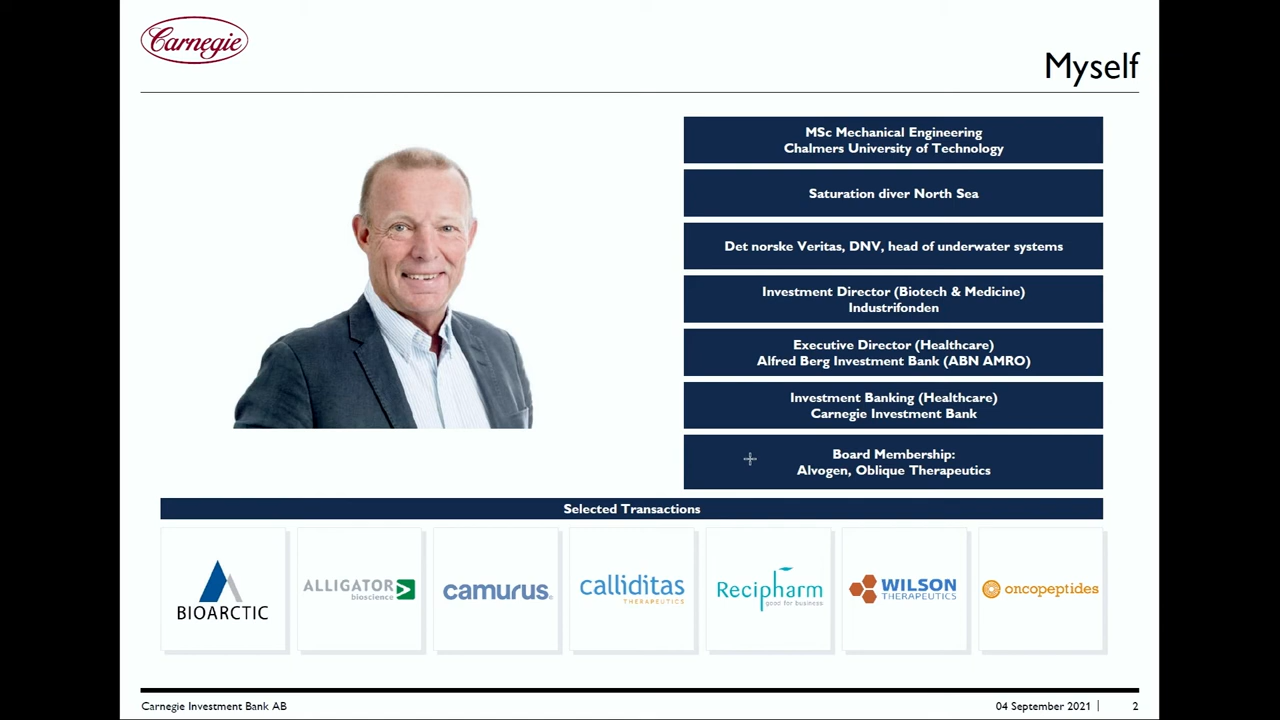 Carnegie
Myself
MSc Mechanical Engineering
Chalmers University of Technology
Saturation diver North Sea
Det norske Veritas, DNV, head of underwater systems
Investment Director (Biotech & Medicine)
Industrifonden
Executive Director (Healthcare)
Alfred Berg Investment Bank (ABN AMRO)
Investment Banking (Healthcare)
Carnegie Investment Bank
Board Membership:
Alvogen, Oblique Therapeutics
Selected Transactions
BIOARCTIC
ALLIGATOR
bioscience
camurus.
calliditas
THERAPEUTICS
Recipharm
good for business
WILSON
THERAPEUTICS
oncopeptides
Carnegie Investment Bank AB
04 September 2021 | 2